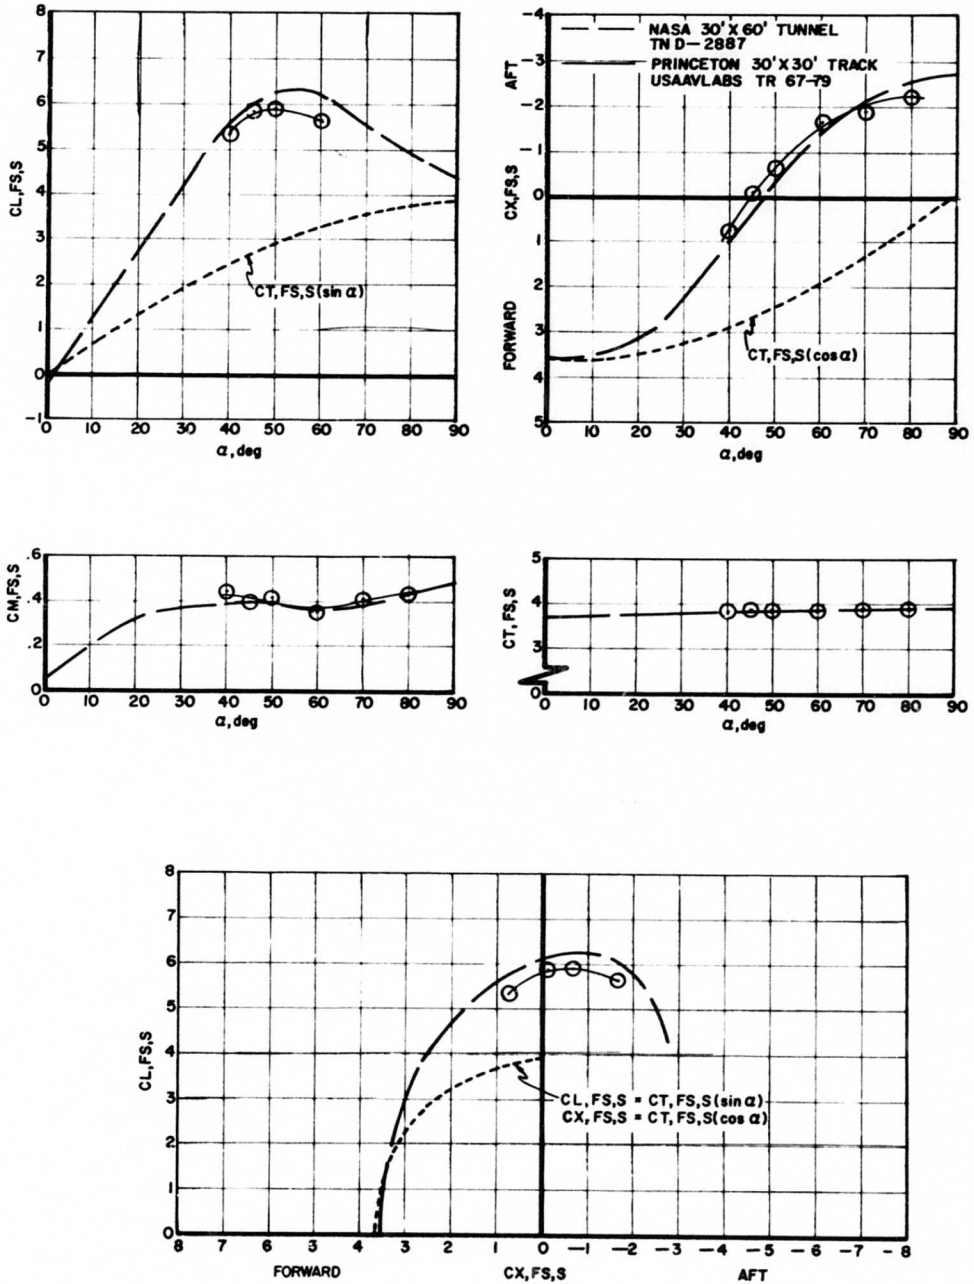 8
7
6
5
4
3
2
1
0
-1
CL,FS,S
CT,FS,S(sin α)
0 10 20 30 40 50 60 70 80 90
α,deg
-4
-3
-2
-1
0
1
2
3
4
5
AFT
CX,FS,S
FORWARD
NASA 30' X 60' TUNNEL
TN D-2887
PRINCETON 30' X 30' TRACK
USAAVLABS TR 67-79
CT,FS,S(cos α)
0 10 20 30 40 50 60 70 80 90
α,deg
.6
.4
.2
0
CM,FS,S
0 10 20 30 40 50 60 70 80 90
α,deg
5
4
3
0
CT,FS,S
0 10 20 30 40 50 60 70 80 90
α,deg
8
7
6
5
4
3
2
1
0
CL,FS,S
CL,FS,S = CT,FS,S(sin α)
CX,FS,S = CT,FS,S(cos α)
8 7 6 5 4 3 2 1 0 -1 -2 -3 -4 -5 -6 -7 -8
FORWARD CX,FS,S AFT